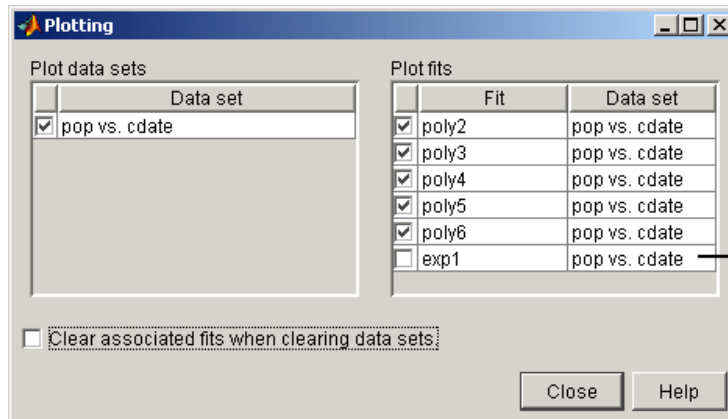 Plotting
Plot data sets
Data set
pop vs. cdate
Plot fits
Fit Data set
poly2 pop vs. cdate
poly3 pop vs. cdate
poly4 pop vs. cdate
poly5 pop vs. cdate
poly6 pop vs. cdate
exp1 pop vs. cdate
Clear associated fits when clearing data sets.
Close Help